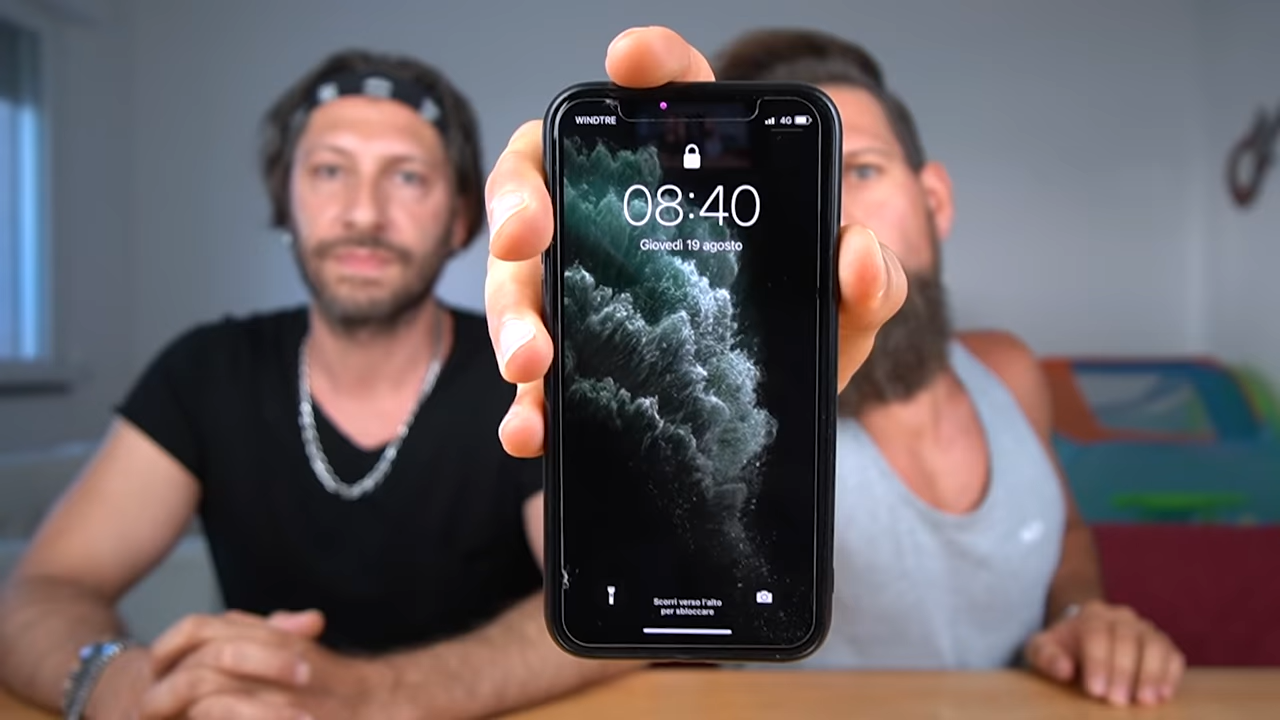 WINDTRE 4G
08:40
Giovedì 19 agosto
Scorri verso l'alto
per sbloccare